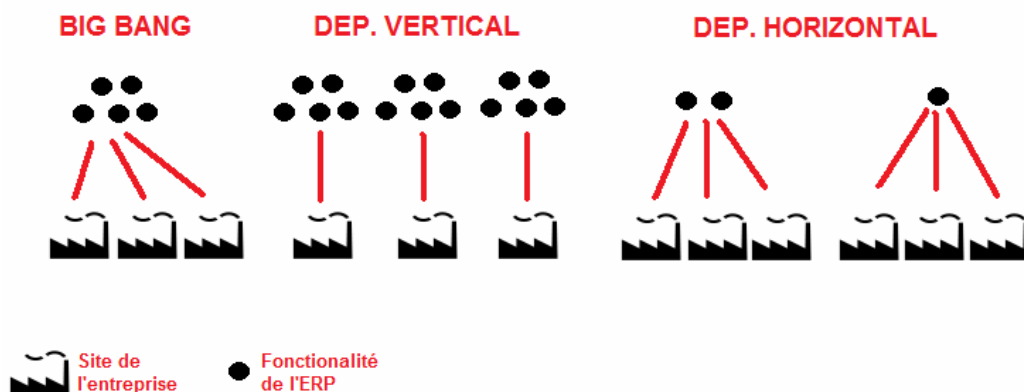 BIG BANG
DEP. VERTICAL
DEP. HORIZONTAL
Site de
l'entreprise
Fonctionalité
de l'ERP